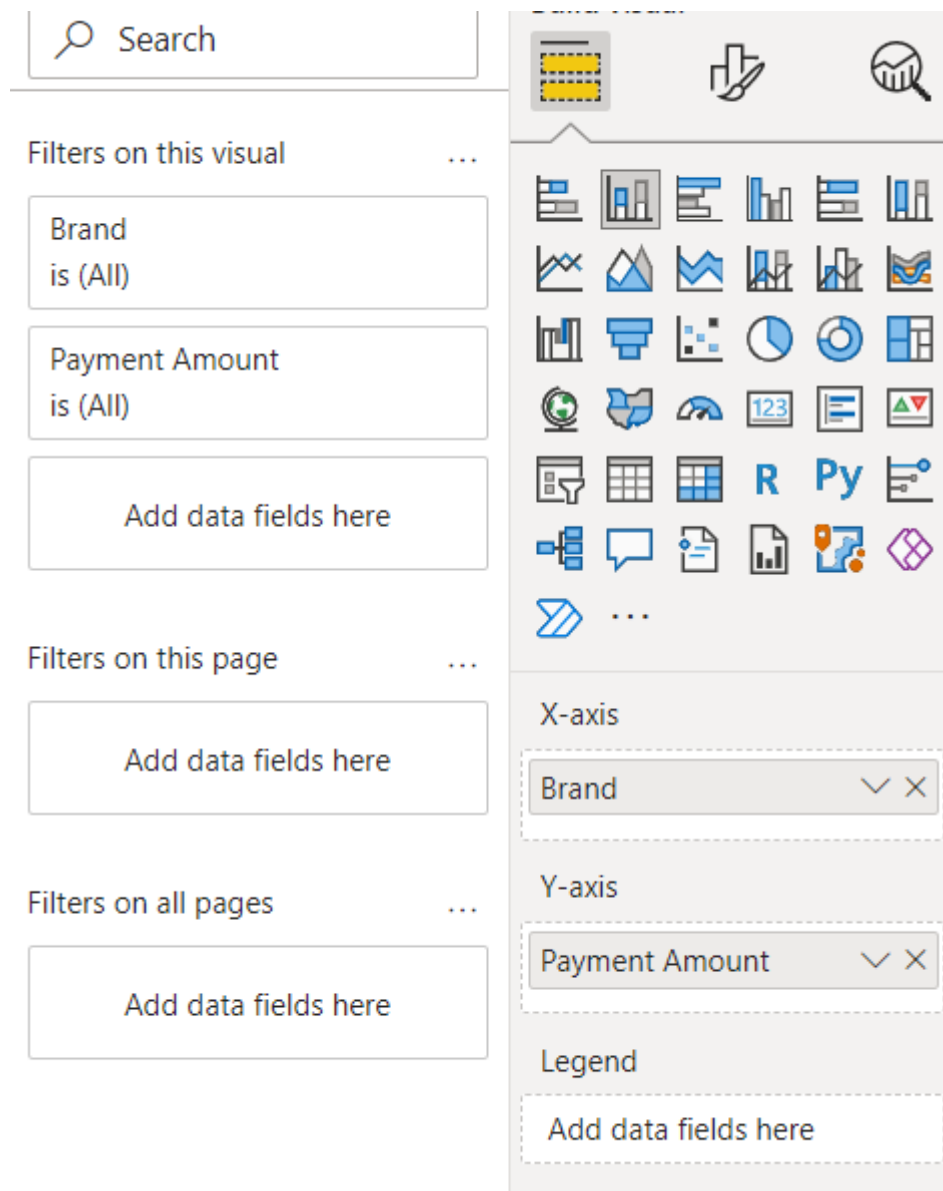 Search
Filters on this visual
...
Brand
is (All)
Payment Amount
is (All)
Add data fields here
Filters on this page
...
Add data fields here
Filters on all pages
...
Add data fields here
123
R
Py
...
X-axis
Brand
Y-axis
Payment Amount
Legend
Add data fields here